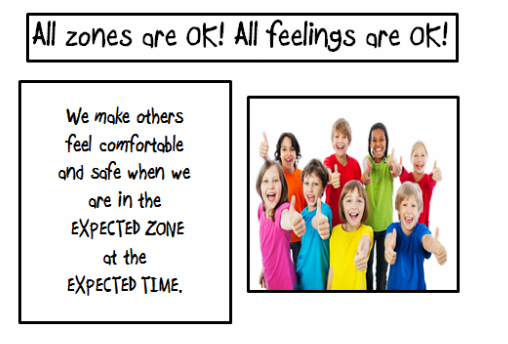 All zones are OK! All feelings are OK!
We make others
feel comfortable
and safe when we
are in the
EXPECTED ZONE
at the
EXPECTED TIME.